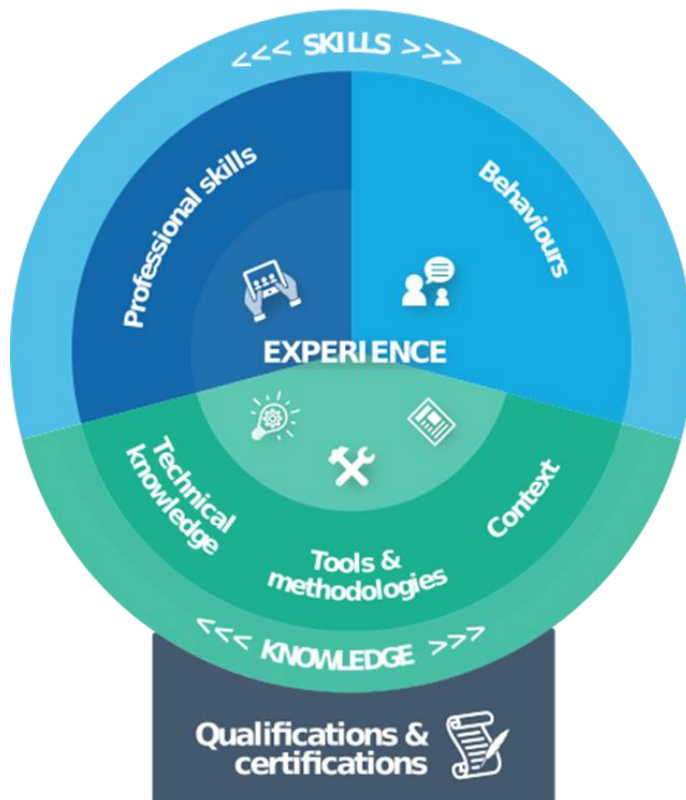 <<< SKILLS >>>
Professional skills
Behaviours
EXPERIENCE
Technical
knowledge
Tools &
methodologies
Context
<<< KNOWLEDGE >>>
Qualifications &
certifications